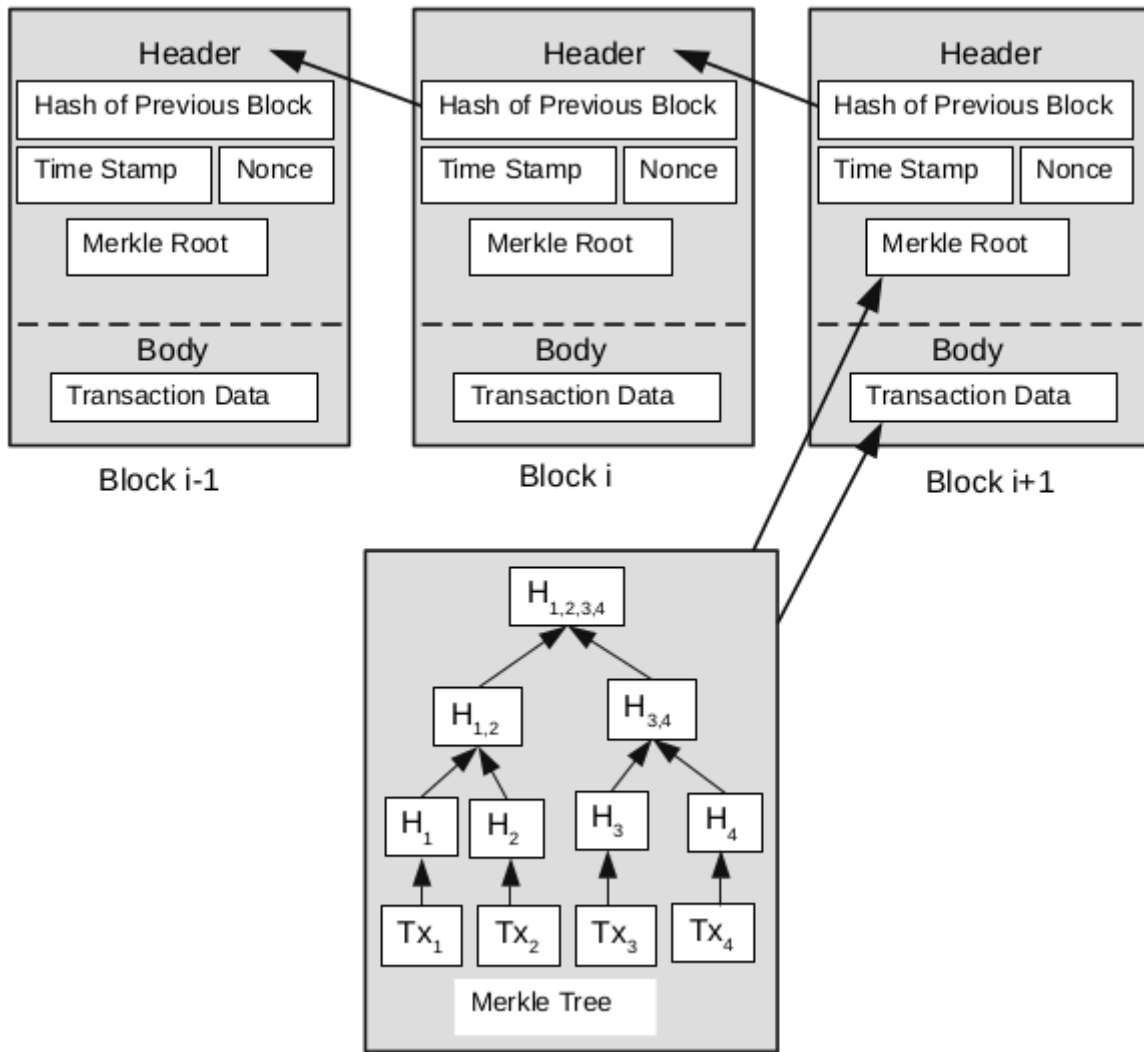 Header
Hash of Previous Block
Time Stamp
Nonce
Merkle Root
Body
Transaction Data
Block i-1
Header
Hash of Previous Block
Time Stamp
Nonce
Merkle Root
Body
Transaction Data
Block i
Header
Hash of Previous Block
Time Stamp
Nonce
Merkle Root
Body
Transaction Data
Block i+1
H1,2,3,4
H1,2
H3,4
H1
H2
H3
H4
Tx1
Tx2
Tx3
Tx4
Merkle Tree